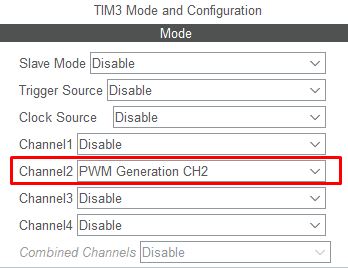 TIM3 Mode and Configuration
Mode
Slave Mode Disable
Trigger Source Disable
Clock Source Disable
Channel1 Disable
Channel2 PWM Generation CH2
Channel3 Disable
Channel4 Disable
Combined Channels Disable